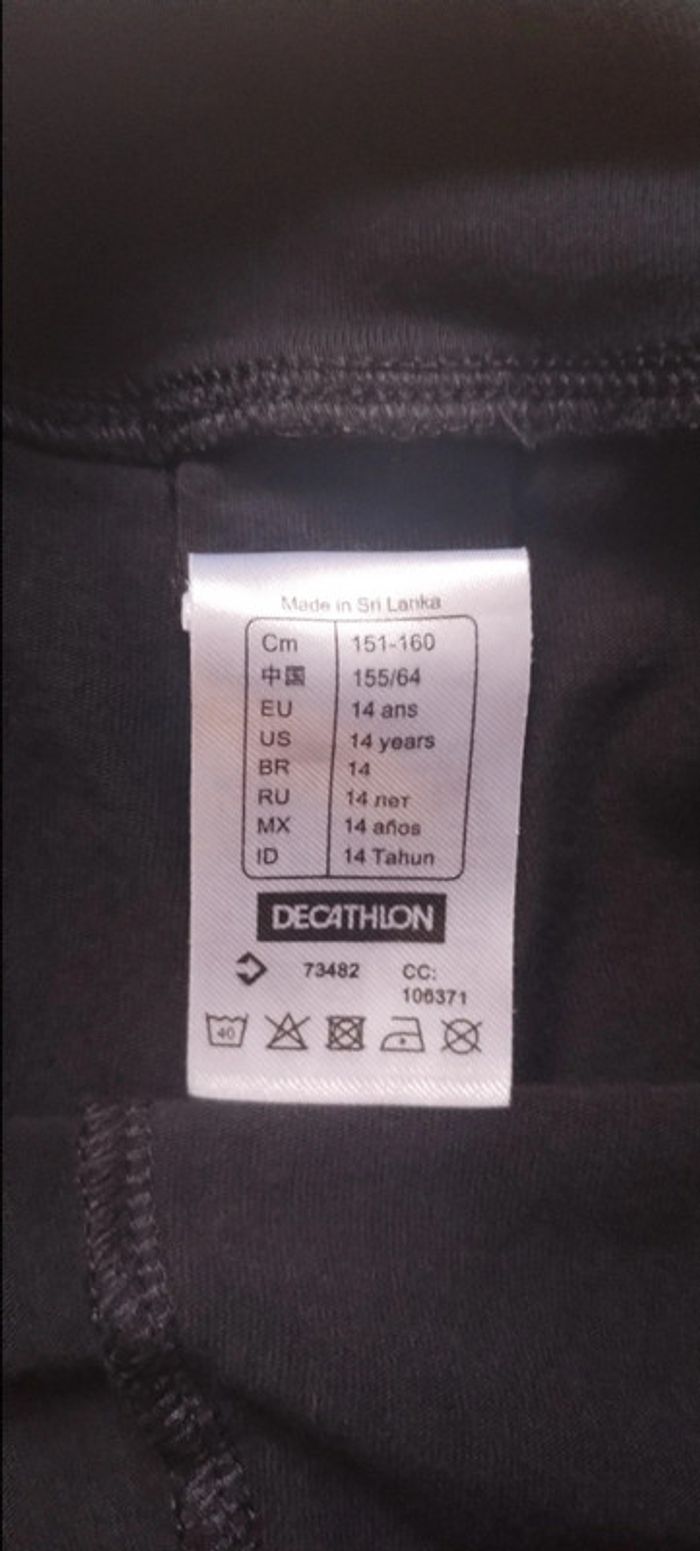 Made in Sri Lanka
Cm 151-160
中国 155/64
EU 14 ans
US 14 years
BR 14
RU 14 лет
MX 14 años
ID 14 Tahun
DECATHLON
73482 CC:
106371
40